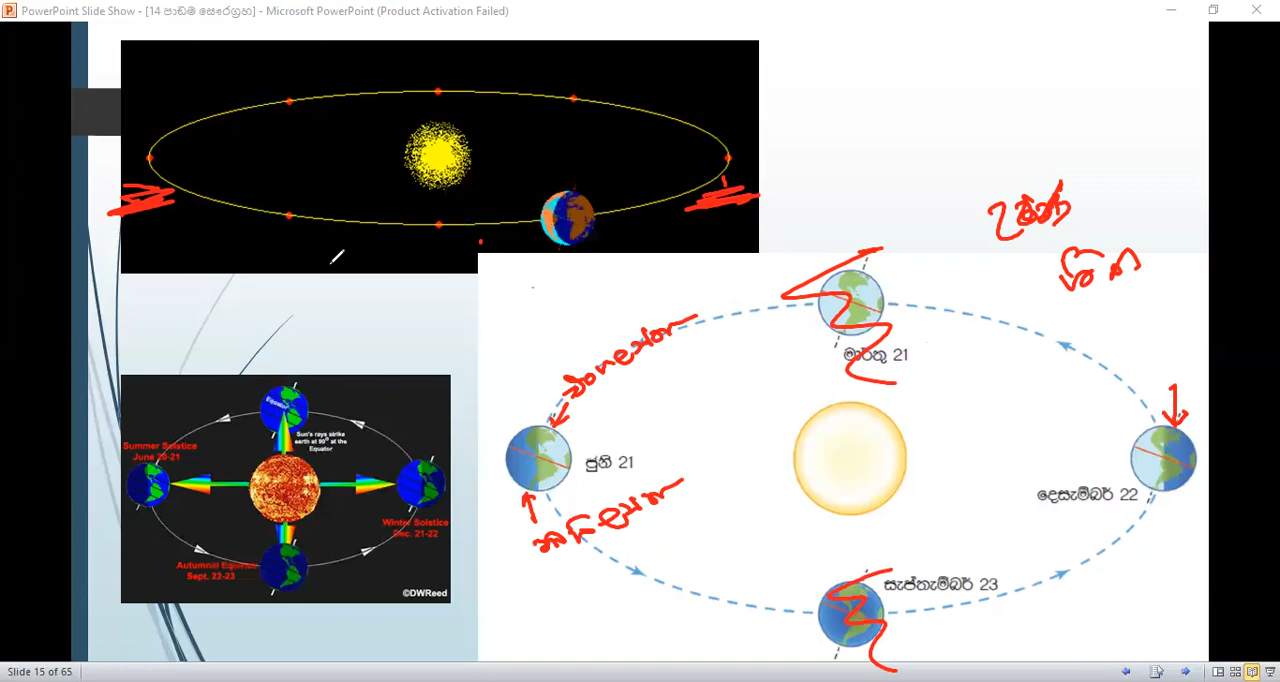 PowerPoint Slide Show - [14 පාඩම සෞරග්‍රහ] - Microsoft PowerPoint (Product Activation Failed)
මාර්තු 21
ජුනි 21
දෙසැම්බර් 22
සැප්තැම්බර් 23
Equator
Sun's rays strike
earth at 90° at the
Equator
Summer Solstice
June 20-21
Winter Solstice
Dec. 21-22
Autumnal Equinox
Sept. 22-23
©DWReed
Slide 15 of 65